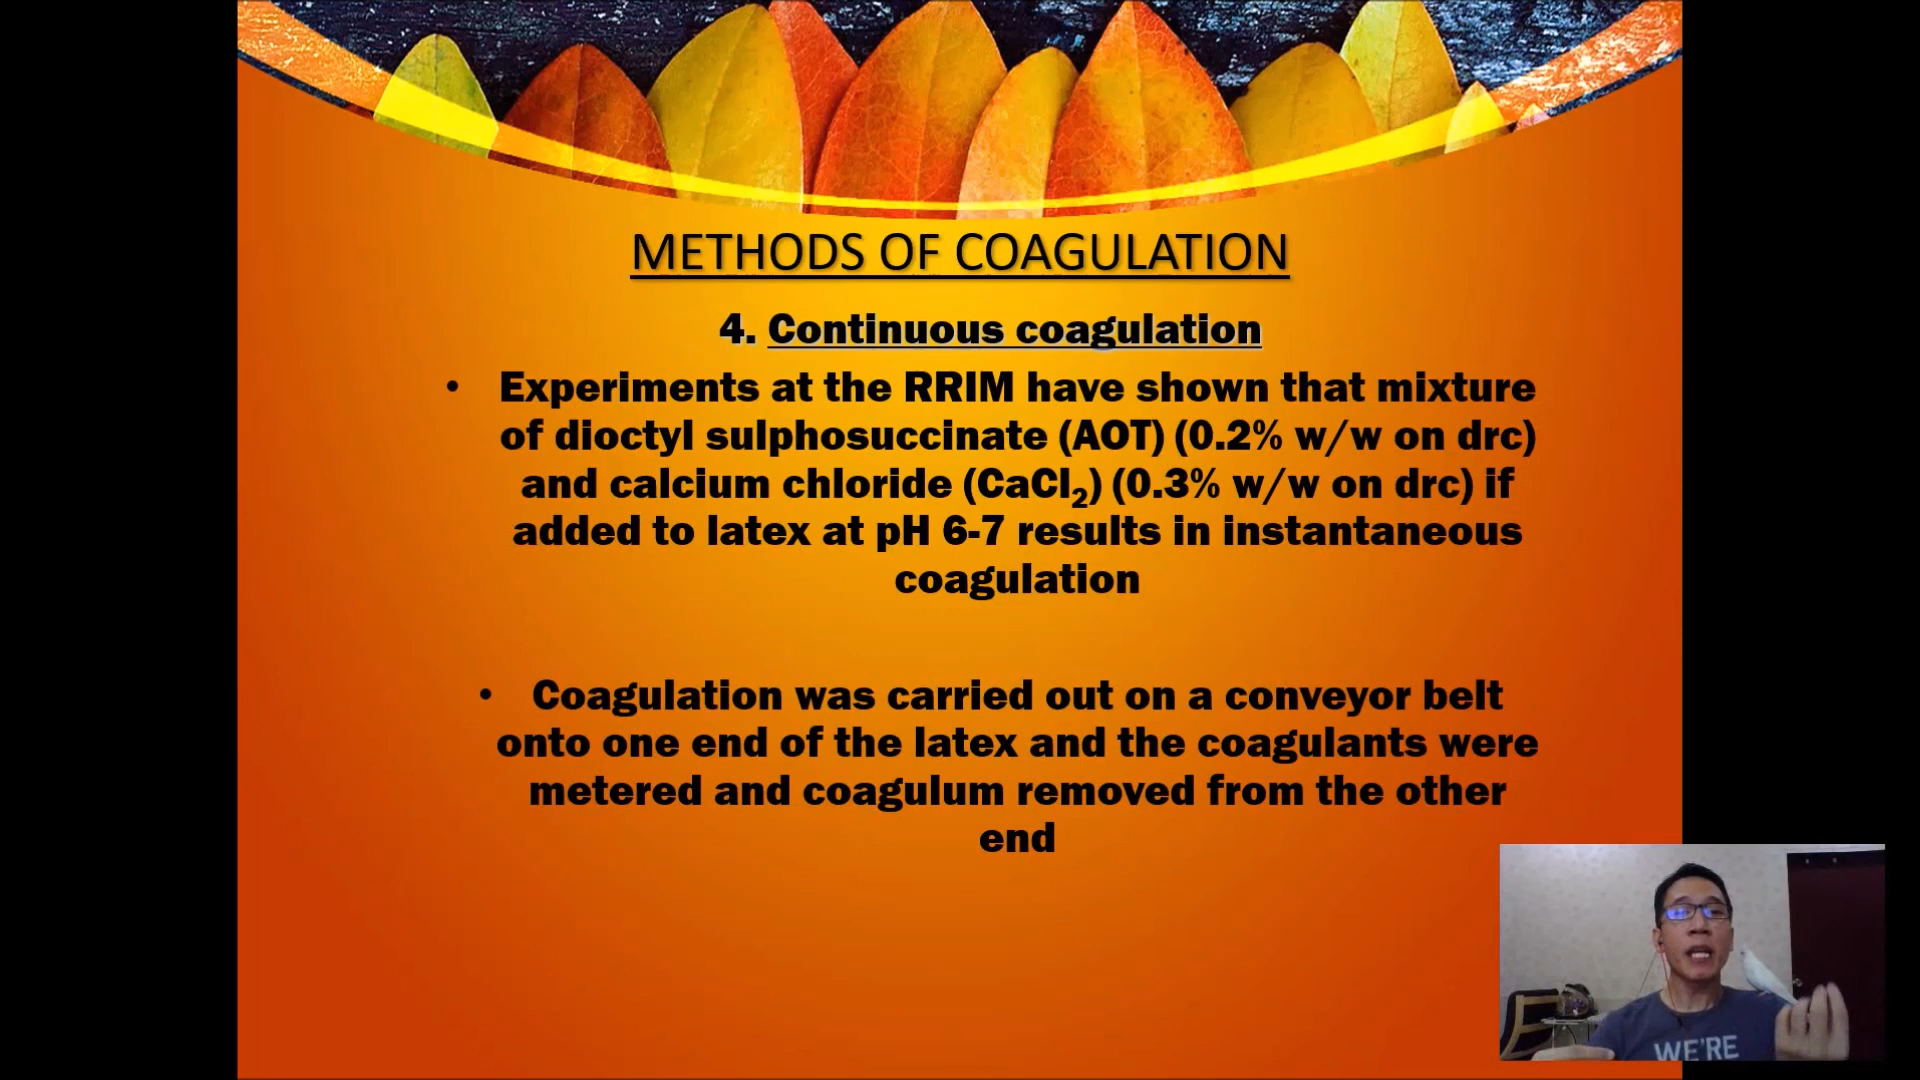 METHODS OF COAGULATION
4. Continuous coagulation
• Experiments at the RRIM have shown that mixture
of dioctyl sulphosuccinate (AOT) (0.2% w/w on drc)
and calcium chloride (CaCl₂) (0.3% w/w on drc) if
added to latex at pH 6-7 results in instantaneous
coagulation
• Coagulation was carried out on a conveyor belt
onto one end of the latex and the coagulants were
metered and coagulum removed from the other
end
WE'RE